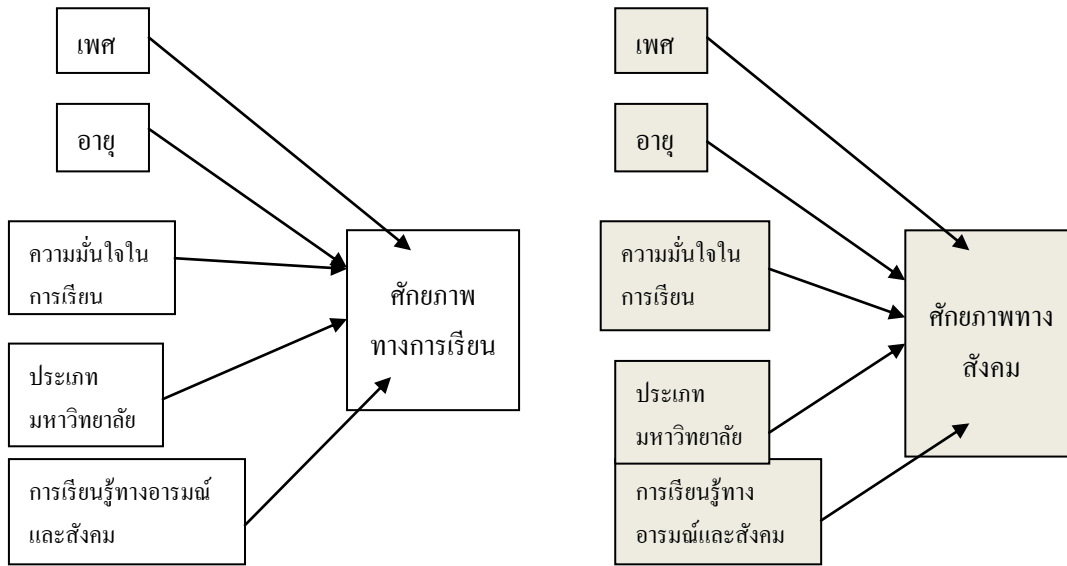 เพศ
อายุ
ความมั่นใจใน
การเรียน
ประเภท
มหาวิทยาลัย
การเรียนรู้ทางอารมณ์
และสังคม
ศักยภาพ
ทางการเรียน
เพศ
อายุ
ความมั่นใจใน
การเรียน
ประเภท
มหาวิทยาลัย
การเรียนรู้ทาง
อารมณ์และสังคม
ศักยภาพทาง
สังคม